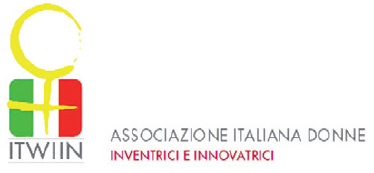 ITWIIN
ASSOCIAZIONE ITALIANA DONNE
INVENTRICI E INNOVATRICI